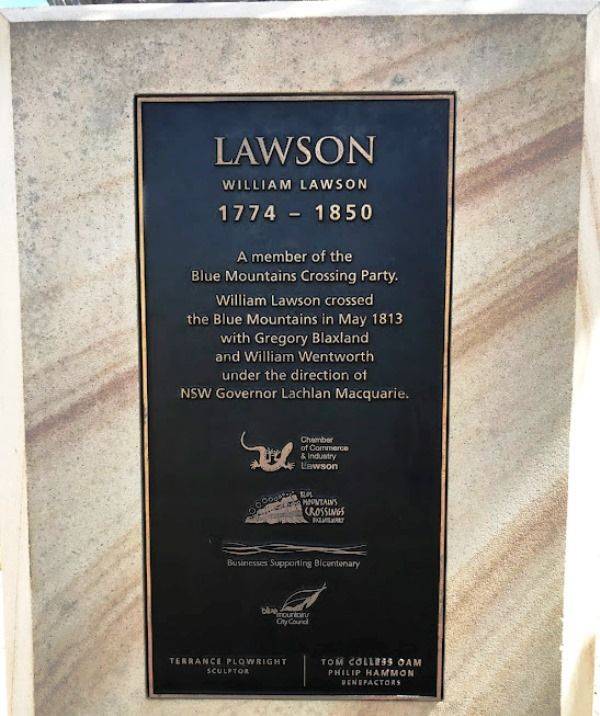 LAWSON
WILLIAM LAWSON
1774 – 1850
A member of the
Blue Mountains Crossing Party.
William Lawson crossed
the Blue Mountains in May 1813
with Gregory Blaxland
and William Wentworth
under the direction of
NSW Governor Lachlan Macquarie.
Chamber
of Commerce
& Industry
Lawson
BLUE
MOUNTAINS
CROSSINGS
BICENTENARY
Businesses Supporting Bicentenary
blue mountains
City Council
TERRANCE PLOWRIGHT
SCULPTOR
TOM COLLESS OAM
PHILIP HAMMON
BENEFACTORS